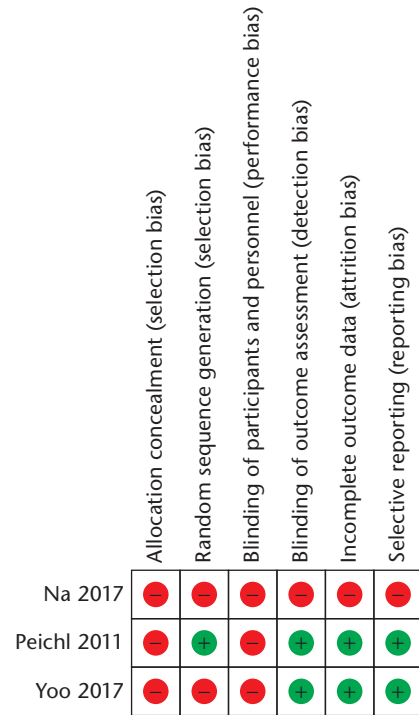 Allocation concealment (selection bias)
Random sequence generation (selection bias)
Blinding of participants and personnel (performance bias)
Blinding of outcome assessment (detection bias)
Incomplete outcome data (attrition bias)
Selective reporting (reporting bias)
Na 2017 – – – – – –
Peichl 2011 – + – + + +
Yoo 2017 – – – + + +